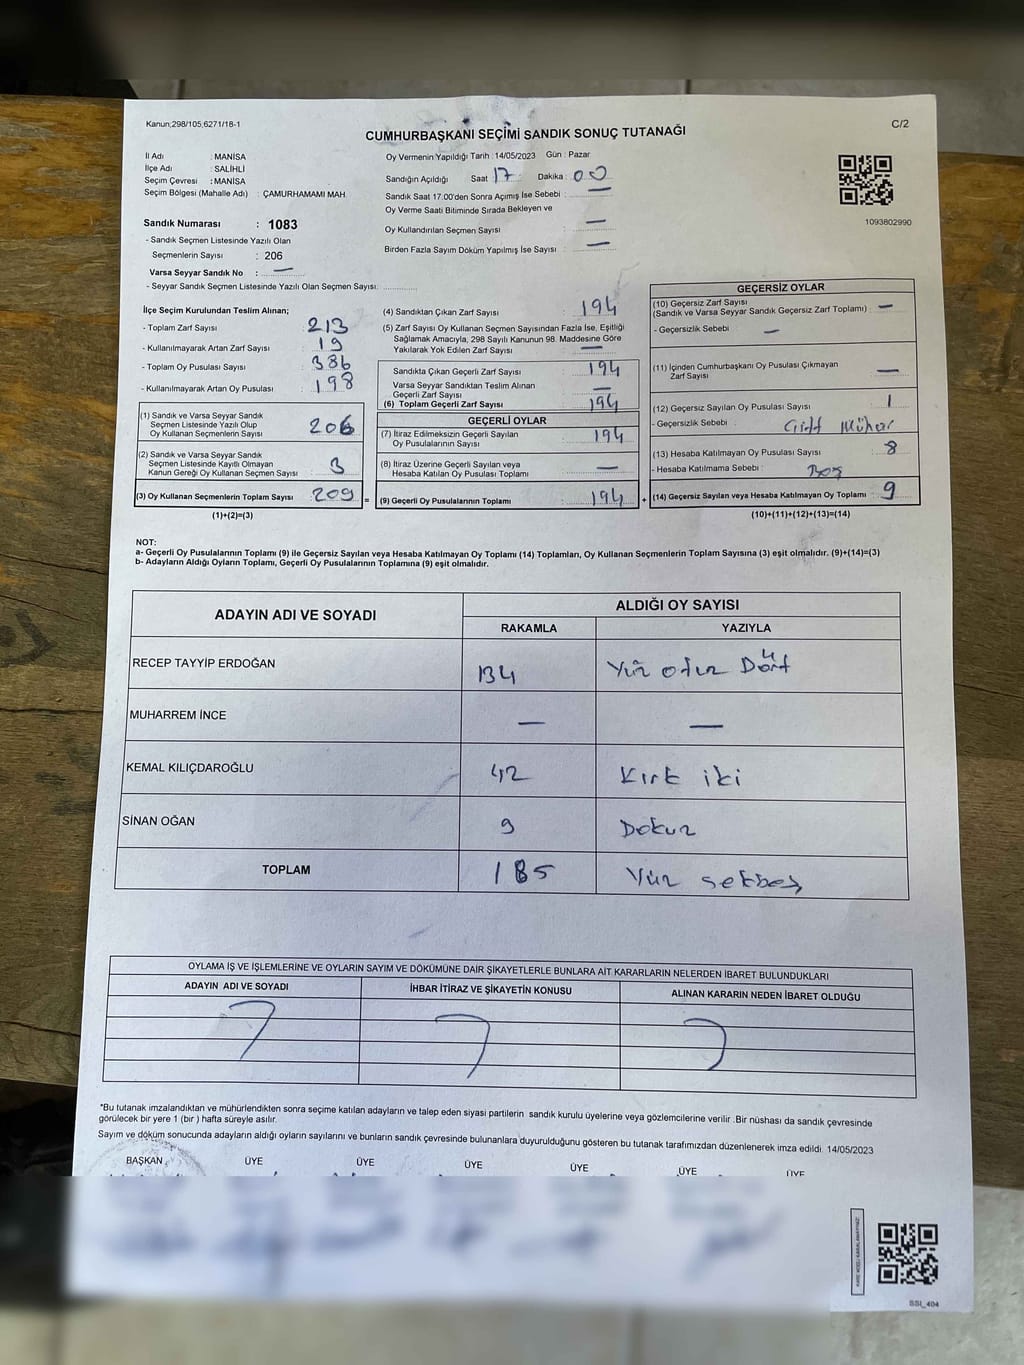 Kanun;298/105,6271/18-1
C/2
CUMHURBAŞKANI SEÇİMİ SANDIK SONUÇ TUTANAĞI
İl Adı : MANİSA
İlçe Adı : SALİHLİ
Seçim Çevresi : MANİSA
Seçim Bölgesi (Mahalle Adı) : ÇAMURHAMAMI MAH.
Oy Vermenin Yapıldığı Tarih : 14/05/2023 Gün : Pazar
Sandığın Açıldığı Saat 17 : Dakika : 00
Sandık Saat 17:00'den Sonra Açımış İse Sebebi : —
Oy Verme Saati Bitiminde Sırada Bekleyen ve
Oy Kullandırılan Seçmen Sayısı : —
Birden Fazla Sayım Döküm Yapılmış İse Sayısı : —
1093802990
Sandık Numarası : 1083
- Sandık Seçmen Listesinde Yazılı Olan
Seçmenlerin Sayısı : 206
Varsa Seyyar Sandık No : —
- Seyyar Sandık Seçmen Listesinde Yazılı Olan Seçmen Sayısı:
İlçe Seçim Kurulundan Teslim Alınan;
- Toplam Zarf Sayısı : 213
- Kullanılmayarak Artan Zarf Sayısı : 19
- Toplam Oy Pusulası Sayısı : 386
- Kullanılmayarak Artan Oy Pusulası : 198
(1) Sandık ve Varsa Seyyar Sandık
Seçmen Listesinde Yazılı Olup
Oy Kullanan Seçmenlerin Sayısı 206
(2) Sandık ve Varsa Seyyar Sandık
Seçmen Listesinde Kayıtlı Olmayan
Kanun Gereği Oy Kullanan Seçmen Sayısı 3
(3) Oy Kullanan Seçmenlerin Toplam Sayısı 209 =
(1)+(2)=(3)
(4) Sandıktan Çıkan Zarf Sayısı : 194
(5) Zarf Sayısı Oy Kullanan Seçmen Sayısından Fazla İse, Eşitliği
Sağlamak Amacıyla, 298 Sayılı Kanunun 98. Maddesine Göre
Yakılarak Yok Edilen Zarf Sayısı : —
Sandıkta Çıkan Geçerli Zarf Sayısı : 194
Varsa Seyyar Sandıktan Teslim Alınan
Geçerli Zarf Sayısı : —
(6) Toplam Geçerli Zarf Sayısı : 194
GEÇERLİ OYLAR
(7) İtiraz Edilmeksizin Geçerli Sayılan
Oy Pusulalarının Sayısı : 194
(8) İtiraz Üzerine Geçerli Sayılan veya
Hesaba Katılan Oy Pusulası Toplamı : —
(9) Geçerli Oy Pusulalarının Toplamı : 194 +
GEÇERSİZ OYLAR
(10) Geçersiz Zarf Sayısı
(Sandık ve Varsa Seyyar Sandık Geçersiz Zarf Toplamı) : —
- Geçersizlik Sebebi : —
(11) İçinden Cumhurbaşkanı Oy Pusulası Çıkmayan
Zarf Sayısı : —
(12) Geçersiz Sayılan Oy Pusulası Sayısı : 1
- Geçersizlik Sebebi : Çift Mühür
(13) Hesaba Katılmayan Oy Pusulası Sayısı : 8
- Hesaba Katılmama Sebebi : Boş
(14) Geçersiz Sayılan veya Hesaba Katılmayan Oy Toplamı : 9
(10)+(11)+(12)+(13)=(14)
NOT:
a- Geçerli Oy Pusulalarının Toplamı (9) ile Geçersiz Sayılan veya Hesaba Katılmayan Oy Toplamı (14) Toplamları, Oy Kullanan Seçmenlerin Toplam Sayısına (3) eşit olmalıdır. (9)+(14)=(3)
b- Adayların Aldığı Oyların Toplamı, Geçerli Oy Pusulalarının Toplamına (9) eşit olmalıdır.
ADAYIN ADI VE SOYADI
ALDIĞI OY SAYISI
RAKAMLA YAZIYLA
RECEP TAYYİP ERDOĞAN 134 Yüz otuz Dört
MUHARREM İNCE — —
KEMAL KILIÇDAROĞLU 42 Kırk iki
SİNAN OĞAN 9 Dokuz
TOPLAM 185 Yüz sekbeş
OYLAMA İŞ VE İŞLEMLERİNE VE OYLARIN SAYIM VE DÖKÜMÜNE DAİR ŞİKAYETLERLE BUNLARA AİT KARARLARIN NELERDEN İBARET BULUNDUKLARI
ADAYIN ADI VE SOYADI İHBAR İTİRAZ VE ŞİKAYETİN KONUSU ALINAN KARARIN NEDEN İBARET OLDUĞU
*Bu tutanak imzalandıktan ve mühürlendikten sonra seçime katılan adayların ve talep eden siyasi partilerin sandık kurulu üyelerine veya gözlemcilerine verilir .Bir nüshası da sandık çevresinde
görülecek bir yere 1 (bir ) hafta süreyle asılır.
Sayım ve döküm sonucunda adayların aldığı oyların sayılarını ve bunların sandık çevresinde bulunanlara duyurulduğunu gösteren bu tutanak tarafımızdan düzenlenerek imza edildi. 14/05/2023
BAŞKAN ÜYE ÜYE ÜYE ÜYE ÜYE ÜYE
SSI_404